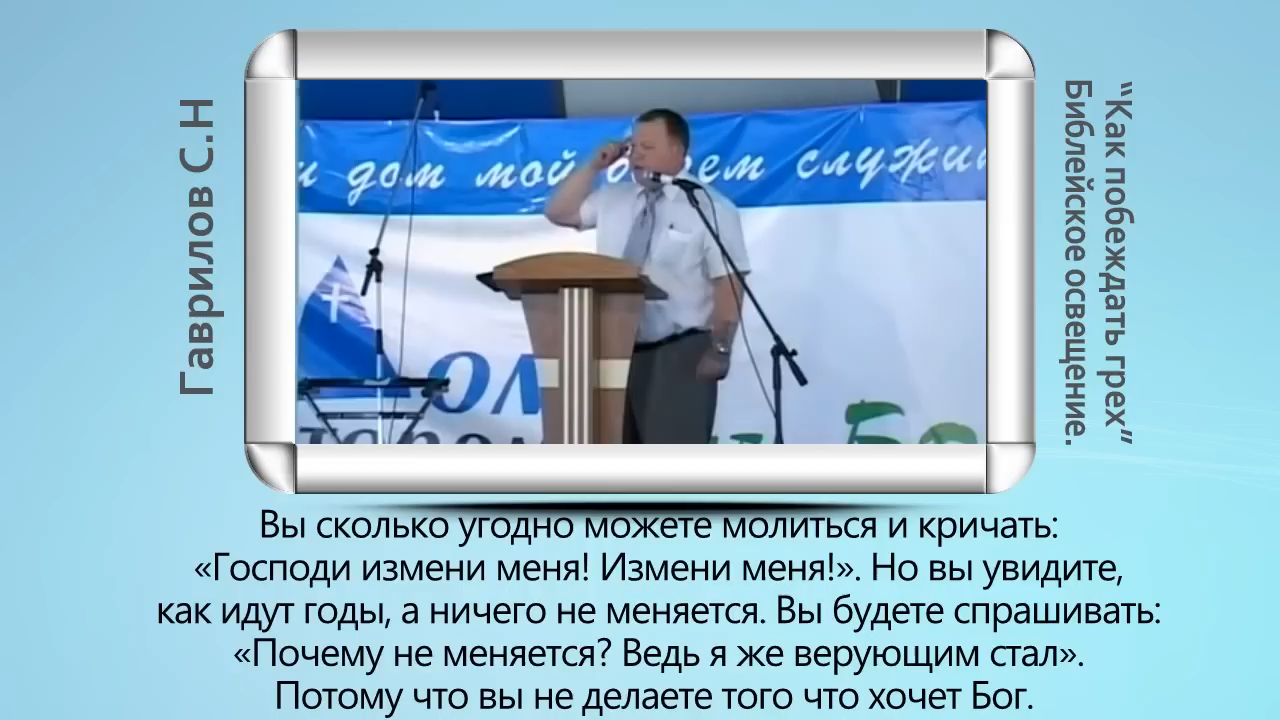 Гаврилов С.Н
“Как побеждать грех”
Библейское освещение.
и дом мой будем служит
Вы сколько угодно можете молиться и кричать:
«Господи измени меня! Измени меня!». Но вы увидите,
как идут годы, а ничего не меняется. Вы будете спрашивать:
«Почему не меняется? Ведь я же верующим стал».
Потому что вы не делаете того что хочет Бог.